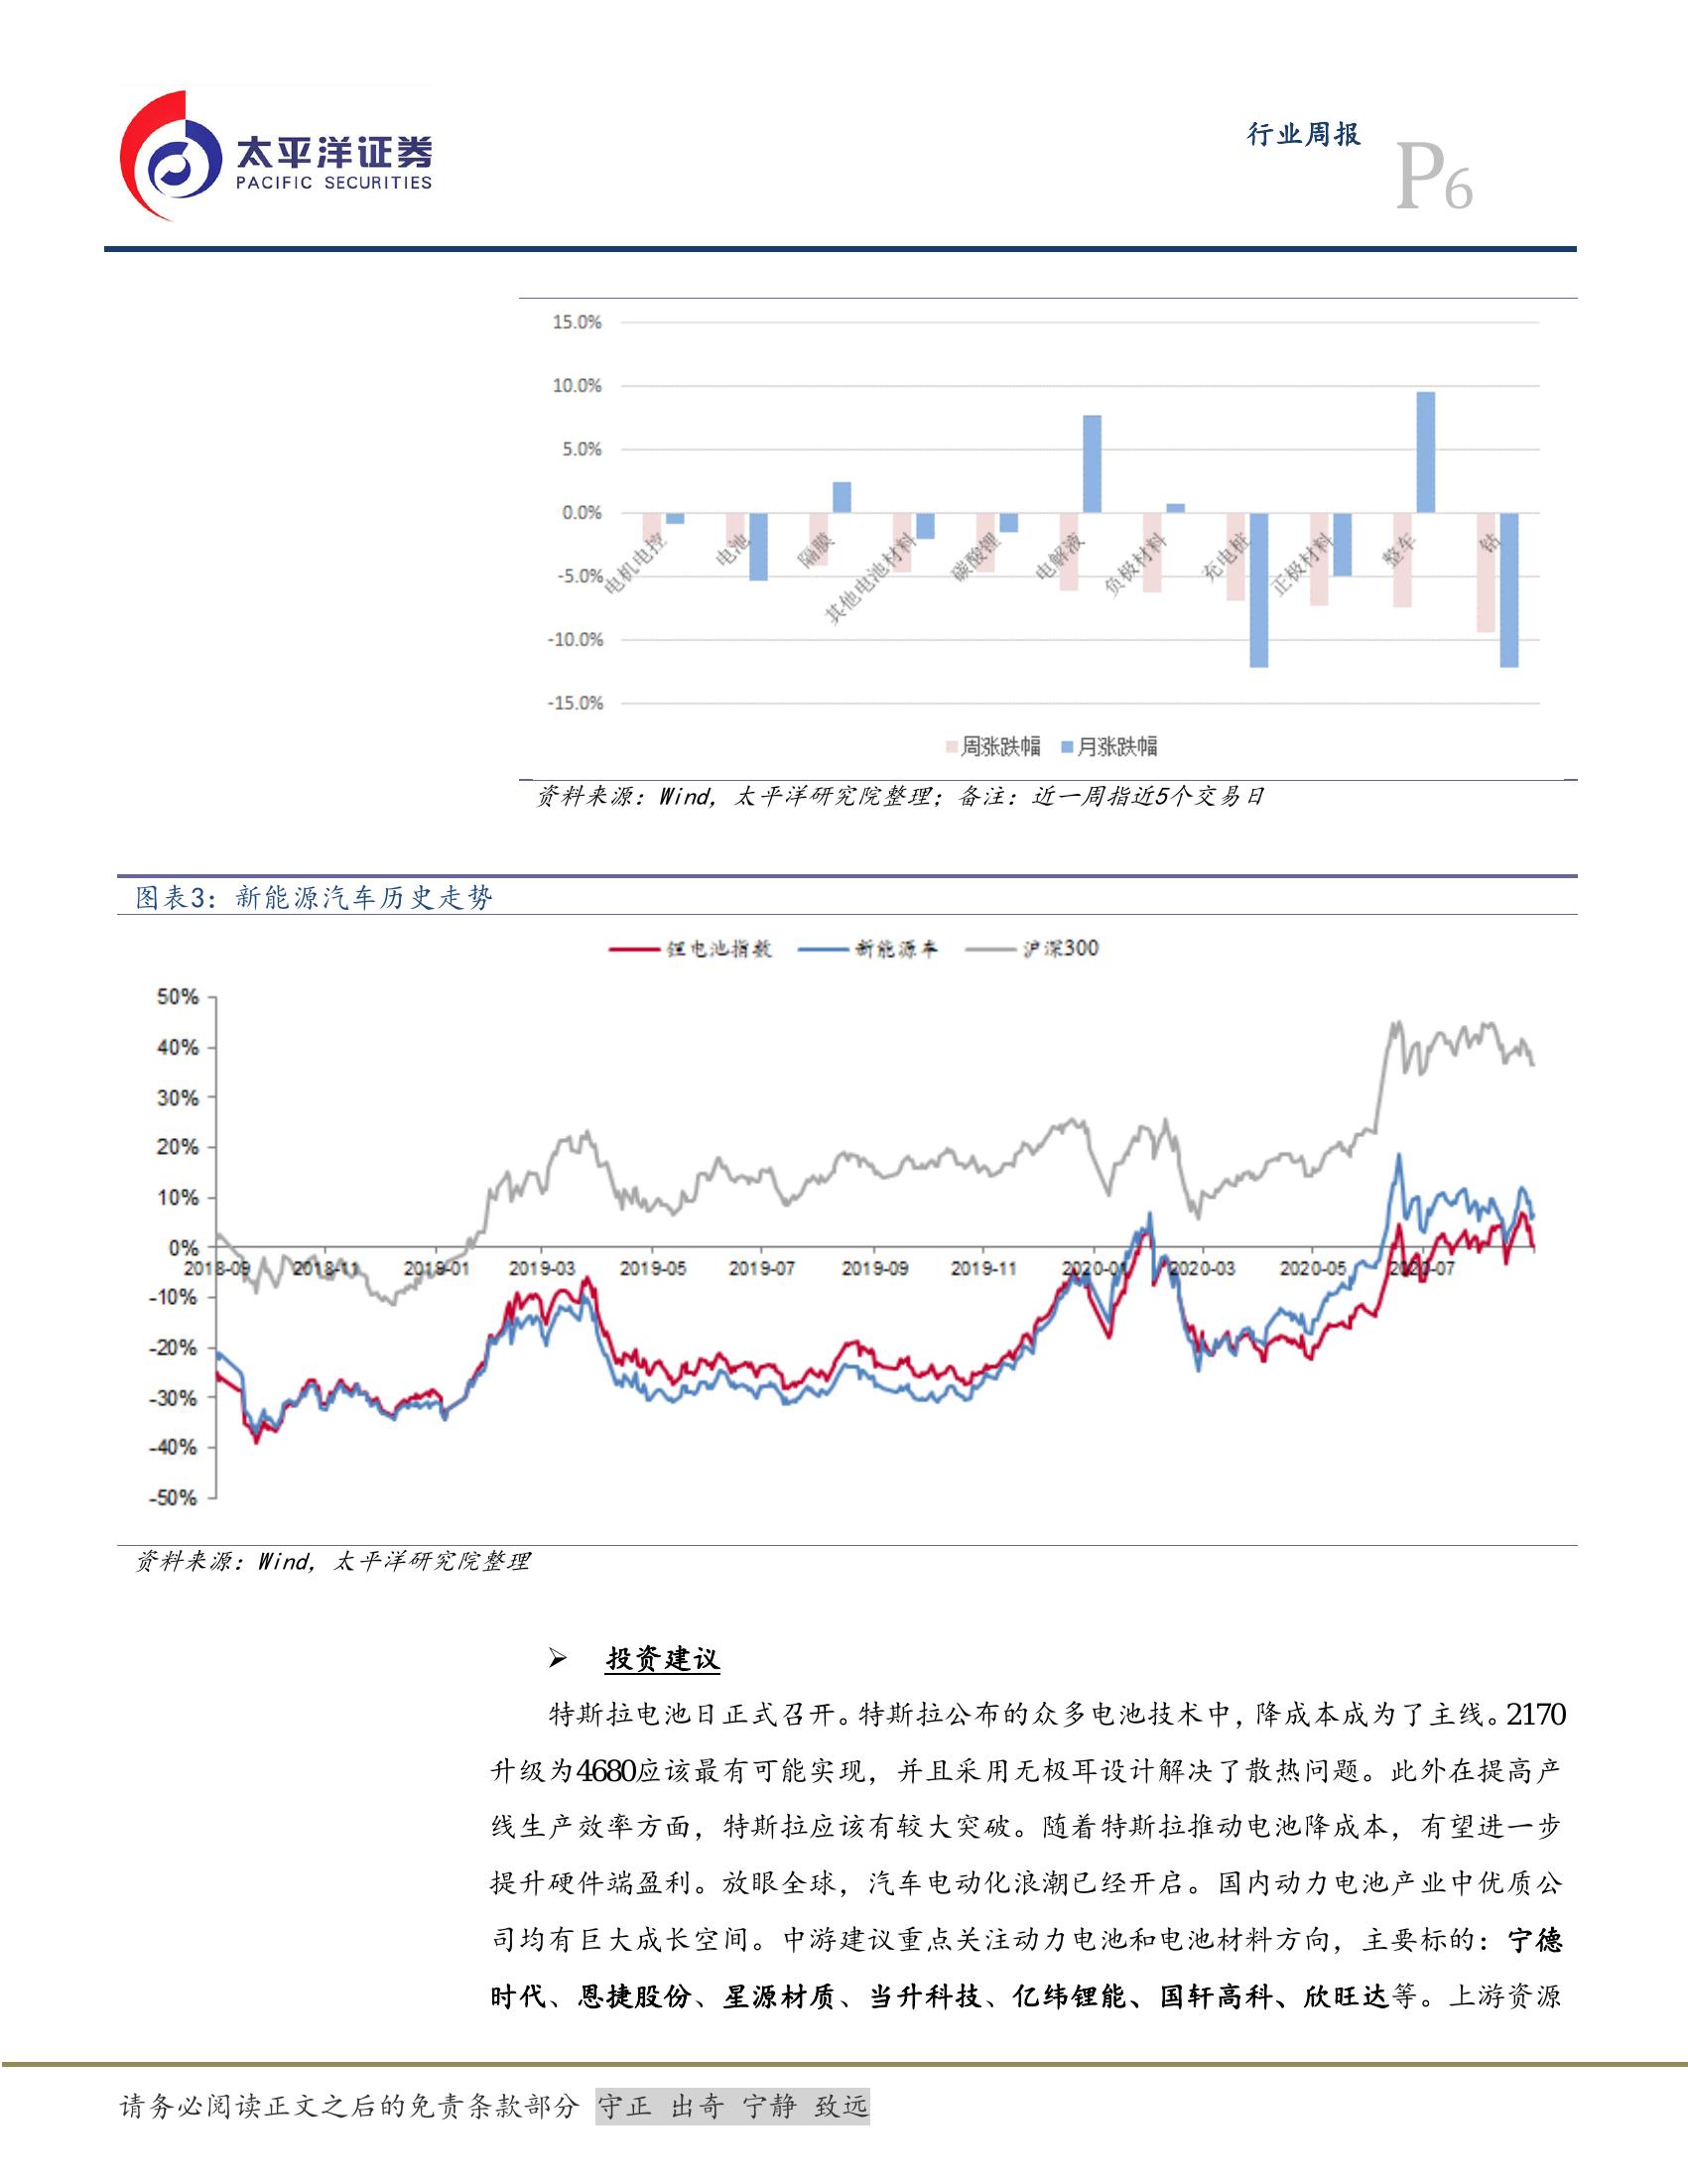 太平洋证券
PACIFIC SECURITIES
行业周报
P6
15.0%
10.0%
5.0%
0.0%
-5.0%
-10.0%
-15.0%
电机电控
电池
隔膜
其他电池材料
碳酸锂
电解液
负极材料
充电桩
正极材料
整车
钴
周涨跌幅 月涨跌幅
资料来源：Wind，太平洋研究院整理；备注：近一周指近5个交易日
图表3：新能源汽车历史走势
锂电池指数 新能源车 沪深300
50%
40%
30%
20%
10%
0%
-10%
-20%
-30%
-40%
-50%
2018-09 2018-11 2019-01 2019-03 2019-05 2019-07 2019-09 2019-11 2020-01 2020-03 2020-05 2020-07
资料来源：Wind，太平洋研究院整理
➢ 投资建议
特斯拉电池日正式召开。特斯拉公布的众多电池技术中，降成本成为了主线。2170
升级为4680应该最有可能实现，并且采用无极耳设计解决了散热问题。此外在提高产
线生产效率方面，特斯拉应该有较大突破。随着特斯拉推动电池降成本，有望进一步
提升硬件端盈利。放眼全球，汽车电动化浪潮已经开启。国内动力电池产业中优质公
司均有巨大成长空间。中游建议重点关注动力电池和电池材料方向，主要标的：宁德
时代、恩捷股份、星源材质、当升科技、亿纬锂能、国轩高科、欣旺达等。上游资源
请务必阅读正文之后的免责条款部分 守正 出奇 宁静 致远